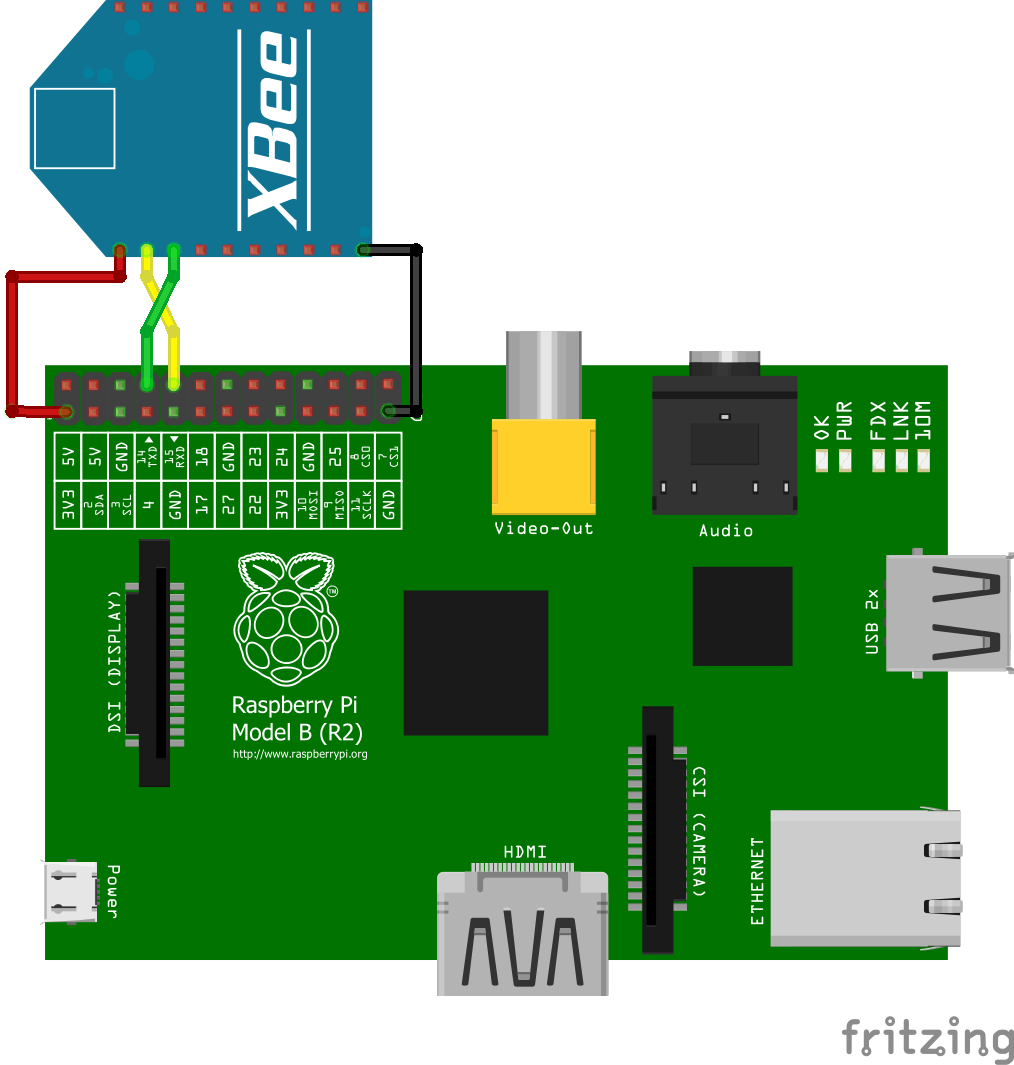 XBee
5V 5V GND 14 TXD 15 RXD 18 GND 23 24 GND 25 8 CS0 7 CS1
3V3 2 SDA 3 SCL 4 GND 17 27 22 3V3 10 MOSI 9 MISO 11 SCLK GND
Video-Out
Audio
OK
PWR
FDX
LNK
10M
USB 2x
DSI (DISPLAY)
TM
Raspberry Pi
Model B (R2)
http://www.raspberrypi.org
CSI (CAMERA)
Power
HDMI
ETHERNET
fritzing